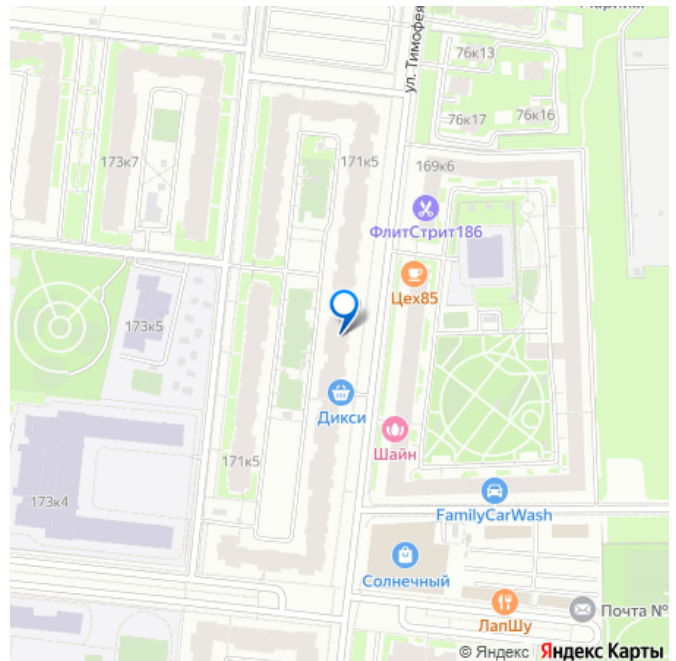 ул. Тимофея
76к13
76к17
76к16
173к7
171к5
169к6
ФлитСтрит186
Цех85
173к5
Дикси
Шайн
171к5
173к4
FamilyCarWash
Солнечный
ЛапШу
Почта №
© Яндекс Яндекс Карты